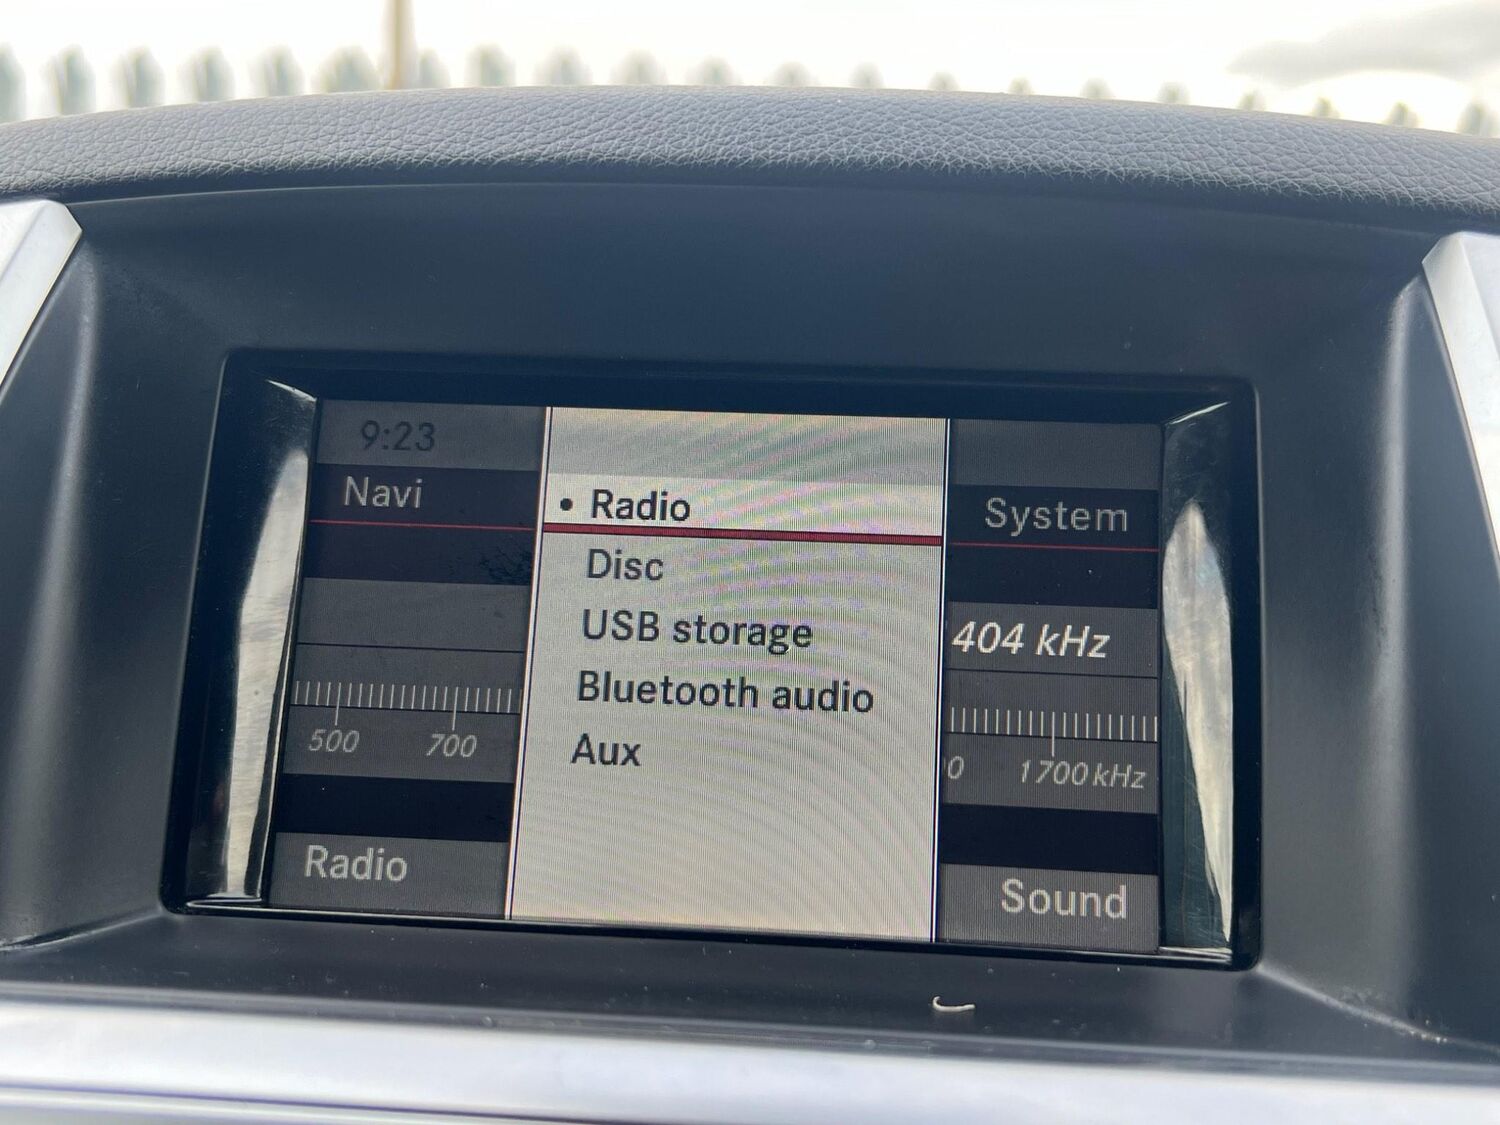 9:23
Navi
• Radio
System
Disc
USB storage
404 kHz
Bluetooth audio
500 700
1700 kHz
Aux
Radio
Sound